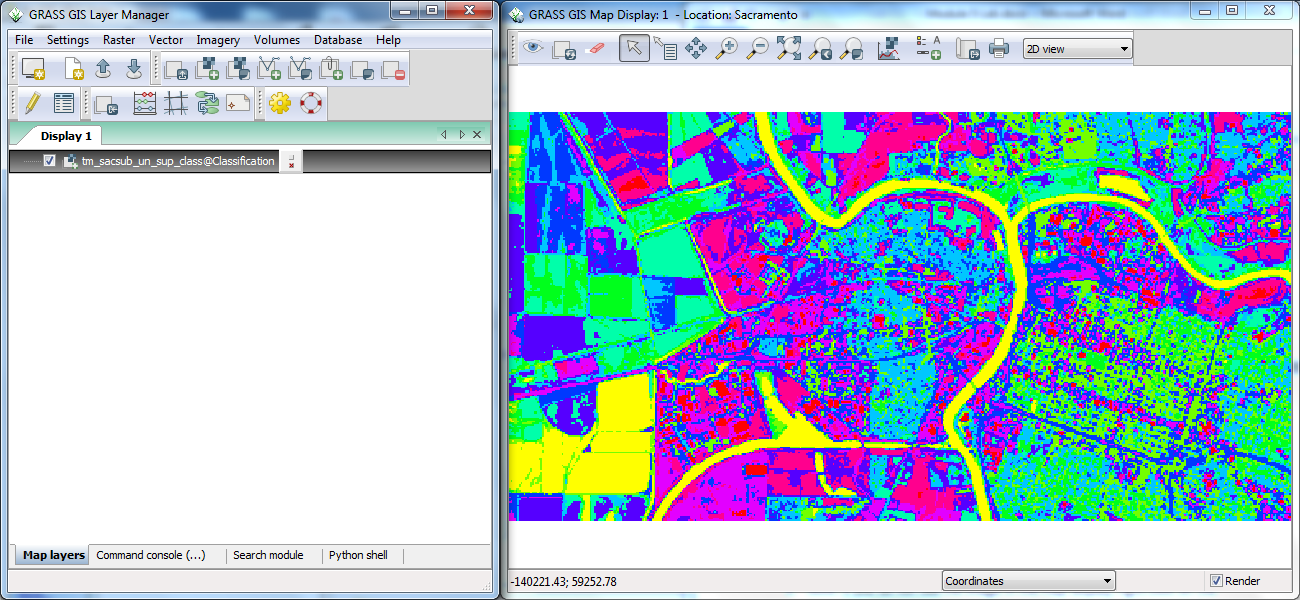 GRASS GIS Layer Manager
File Settings Raster Vector Imagery Volumes Database Help
Display 1
tm_sacsub_un_sup_class@Classification
Map layers Command console (...) Search module Python shell
GRASS GIS Map Display: 1 - Location: Sacramento
A
2D view
-140221.43; 59252.78
Coordinates
Render